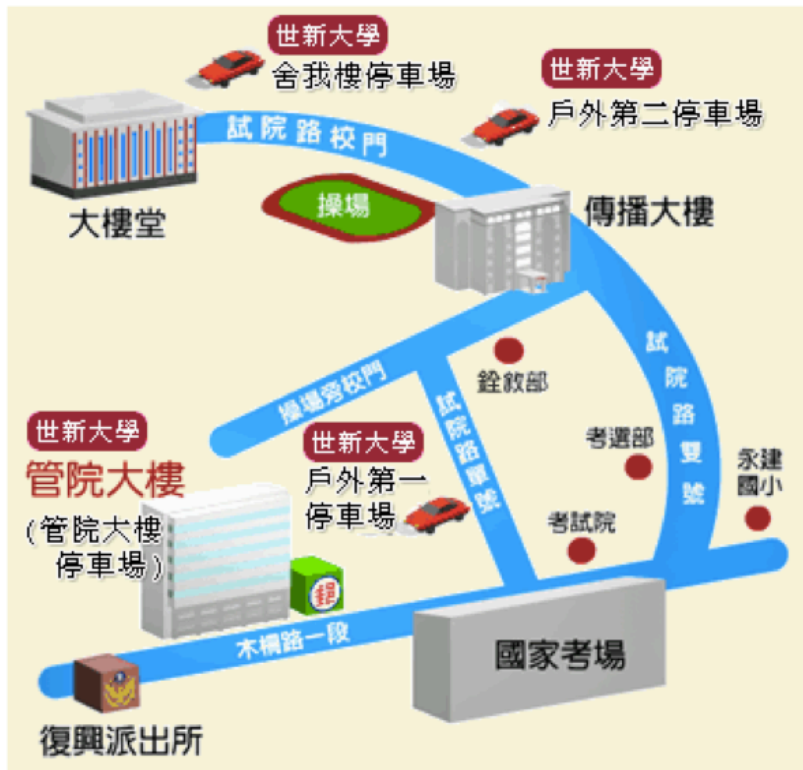 世新大學
舍我樓停車場
世新大學
戶外第二停車場
試院路校門
大樓堂
操場
傳播大樓
試院路雙號
銓敘部
操場旁校門
試院路單號
考選部
永建
國小
世新大學
管院大樓
(管院大樓
停車場)
世新大學
戶外第一
停車場
考試院
郵
木柵路一段
國家考場
復興派出所